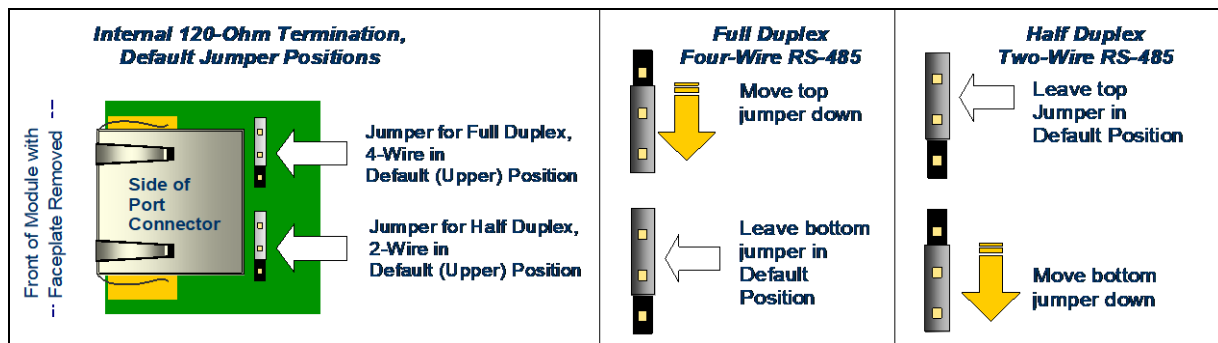 Internal 120-Ohm Termination,
Default Jumper Positions
Front of Module with
--- Faceplate Removed ---
Side of
Port
Connector
Jumper for Full Duplex,
4-Wire in
Default (Upper) Position
Jumper for Half Duplex,
2-Wire in
Default (Upper) Position
Full Duplex
Four-Wire RS-485
Move top
jumper down
Leave bottom
jumper in
Default
Position
Half Duplex
Two-Wire RS-485
Leave top
Jumper in
Default Position
Move bottom
jumper down